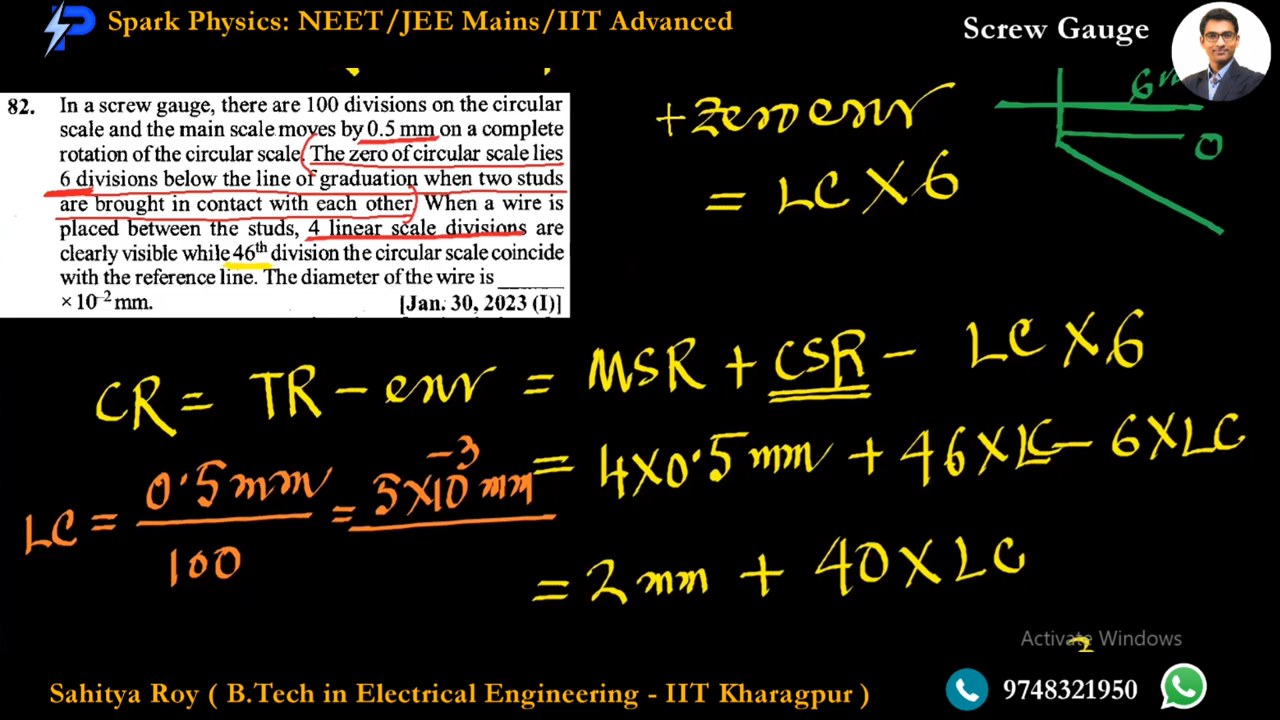 Spark Physics: NEET/JEE Mains/IIT Advanced
Screw Gauge
82. In a screw gauge, there are 100 divisions on the circular
scale and the main scale moves by 0.5 mm on a complete
rotation of the circular scale. The zero of circular scale lies
6 divisions below the line of graduation when two studs
are brought in contact with each other. When a wire is
placed between the studs, 4 linear scale divisions are
clearly visible while 46th division the circular scale coincide
with the reference line. The diameter of the wire is ______
× 10⁻² mm. [Jan. 30, 2023 (I)]
+zero err
= LC × 6
0
CR = TR – err = MSR + CSR – LC × 6
= 4×0.5 mm + 46×LC – 6×LC
LC = 0.5 mm / 100 = 5×10⁻³ mm
= 2 mm + 40×LC
Activate Windows
Sahitya Roy ( B.Tech in Electrical Engineering - IIT Kharagpur )
9748321950